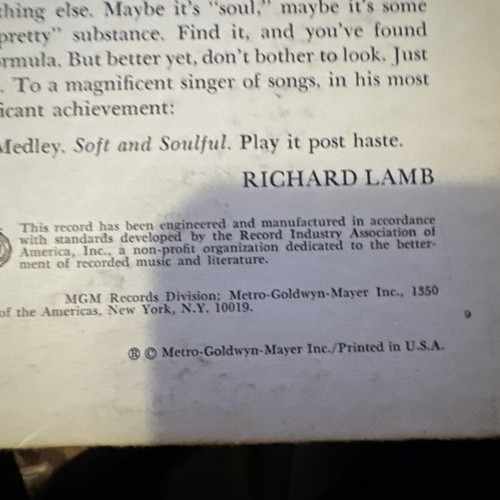 thing else. Maybe it's "soul," maybe it's some
pretty" substance. Find it, and you've found
ormula. But better yet, don't bother to look. Just
. To a magnificent singer of songs, in his most
icant achievement:
Medley. Soft and Soulful. Play it post haste.
RICHARD LAMB
This record has been engineered and manufactured in accordance
with standards developed by the Record Industry Association of
America, Inc., a non-profit organization dedicated to the better-
ment of recorded music and literature.
MGM Records Division; Metro-Goldwyn-Mayer Inc., 1350
of the Americas, New York, N.Y. 10019.
9
® © Metro-Goldwyn-Mayer Inc./Printed in U.S.A.